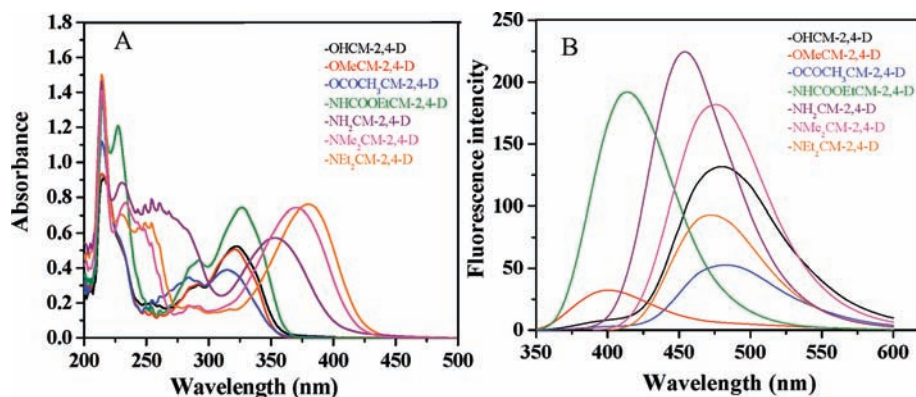 A
-OHCM-2,4-D
-OMeCM-2,4-D
-OCOCH₃CM-2,4-D
-NHCOOEtCM-2,4-D
-NH₂CM-2,4-D
-NMe₂CM-2,4-D
-NEt₂CM-2,4-D
Absorbance
1.8
1.6
1.4
1.2
1.0
0.8
0.6
0.4
0.2
0.0
200 250 300 350 400 450 500
Wavelength (nm)
B
-OHCM-2,4-D
-OMeCM-2,4-D
-OCOCH₃CM-2,4-D
-NHCOOEtCM-2,4-D
-NH₂CM-2,4-D
-NMe₂CM-2,4-D
-NEt₂CM-2,4-D
Fluorescence intencity
250
200
150
100
50
0
350 400 450 500 550 600
Wavelength (nm)